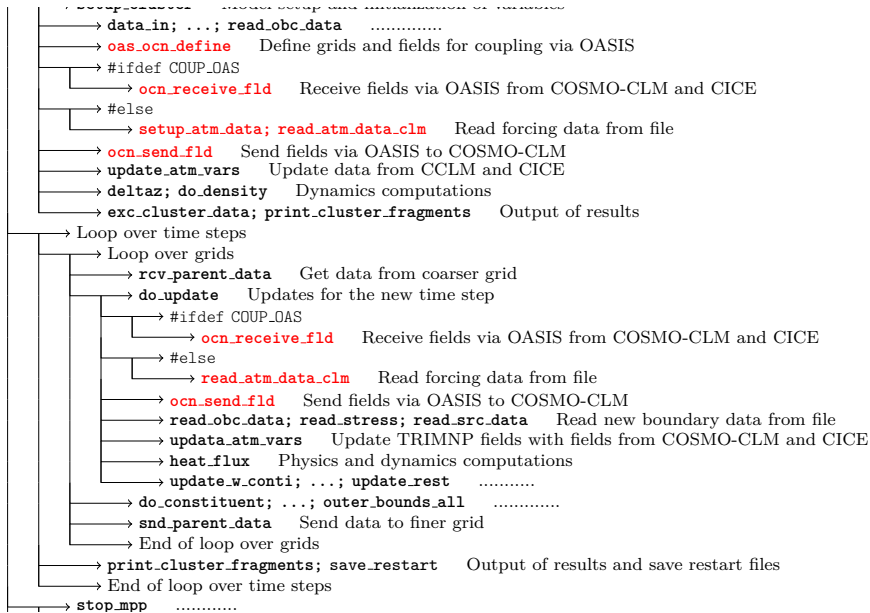 setup_cluster Model setup and initialization of variables
data_in; ...; read_obc_data ..............
oas_ocn_define Define grids and fields for coupling via OASIS
#ifdef COUP_OAS
ocn_receive_fld Receive fields via OASIS from COSMO-CLM and CICE
#else
setup_atm_data; read_atm_data_clm Read forcing data from file
ocn_send_fld Send fields via OASIS to COSMO-CLM
update_atm_vars Update data from CCLM and CICE
deltaz; do_density Dynamics computations
exc_cluster_data; print_cluster_fragments Output of results
Loop over time steps
Loop over grids
rcv_parent_data Get data from coarser grid
do_update Updates for the new time step
#ifdef COUP_OAS
ocn_receive_fld Receive fields via OASIS from COSMO-CLM and CICE
#else
read_atm_data_clm Read forcing data from file
ocn_send_fld Send fields via OASIS to COSMO-CLM
read_obc_data; read_stress; read_src_data Read new boundary data from file
updata_atm_vars Update TRIMNP fields with fields from COSMO-CLM and CICE
heat_flux Physics and dynamics computations
update_w_conti; ...; update_rest ...........
do_constituent; ...; outer_bounds_all .............
snd_parent_data Send data to finer grid
End of loop over grids
print_cluster_fragments; save_restart Output of results and save restart files
End of loop over time steps
stop_mpp ............